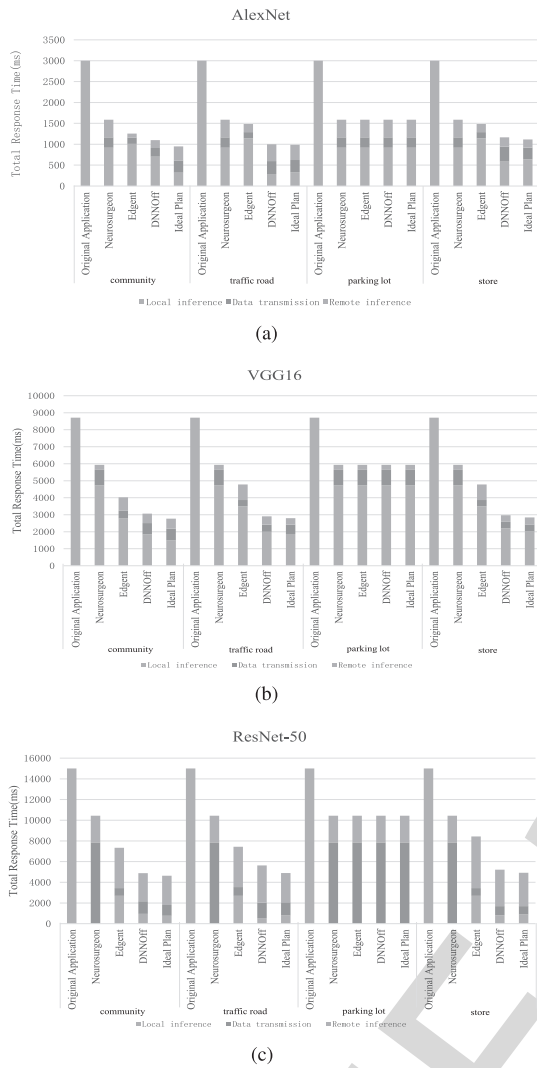 AlexNet
Total Response Time(ms)
3500
3000
2500
2000
1500
1000
500
0
Original Application Neurosurgeon Edgent DNNOff Ideal Plan Original Application Neurosurgeon Edgent DNNOff Ideal Plan Original Application Neurosurgeon Edgent DNNOff Ideal Plan Original Application Neurosurgeon Edgent DNNOff Ideal Plan
community traffic road parking lot store
Local inference Data transmission Remote inference
(a)
VGG16
Total Response Time(ms)
10000
9000
8000
7000
6000
5000
4000
3000
2000
1000
0
Original Application Neurosurgeon Edgent DNNOff Ideal Plan Original Application Neurosurgeon Edgent DNNOff Ideal Plan Original Application Neurosurgeon Edgent DNNOff Ideal Plan Original Application Neurosurgeon Edgent DNNOff Ideal Plan
community traffic road parking lot store
Local inference Data transmission Remote inference
(b)
ResNet-50
Total Response Time(ms)
16000
14000
12000
10000
8000
6000
4000
2000
0
Original Application Neurosurgeon Edgent DNNOff Ideal Plan Original Application Neurosurgeon Edgent DNNOff Ideal Plan Original Application Neurosurgeon Edgent DNNOff Ideal Plan Original Application Neurosurgeon Edgent DNNOff Ideal Plan
community traffic road parking lot store
Local inference Data transmission Remote inference
(c)